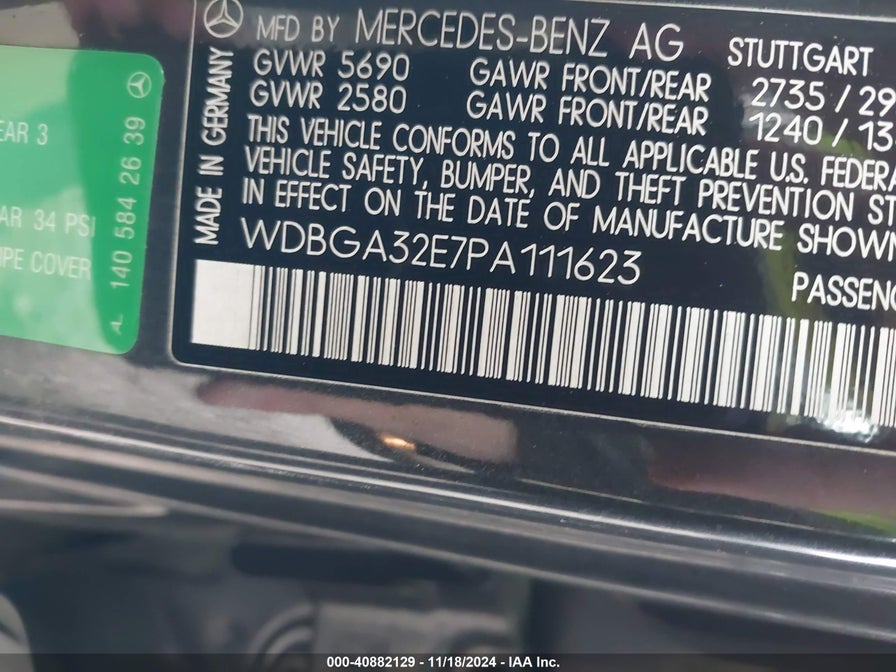 EAR 3
AR 34 PSI
140 584 26 39
MADE IN GERMANY
MFD BY MERCEDES-BENZ AG STUTTGART
GVWR 5690 GAWR FRONT/REAR 2735 / 29
GVWR 2580 GAWR FRONT/REAR 1240 / 13
THIS VEHICLE CONFORMS TO ALL APPLICABLE U.S. FEDERA
VEHICLE SAFETY, BUMPER, AND THEFT PREVENTION ST
IN EFFECT ON THE DATE OF MANUFACTURE SHOWN
WDBGA32E7PA111623
PASSENG
000-40882129 - 11/18/2024 - IAA Inc.